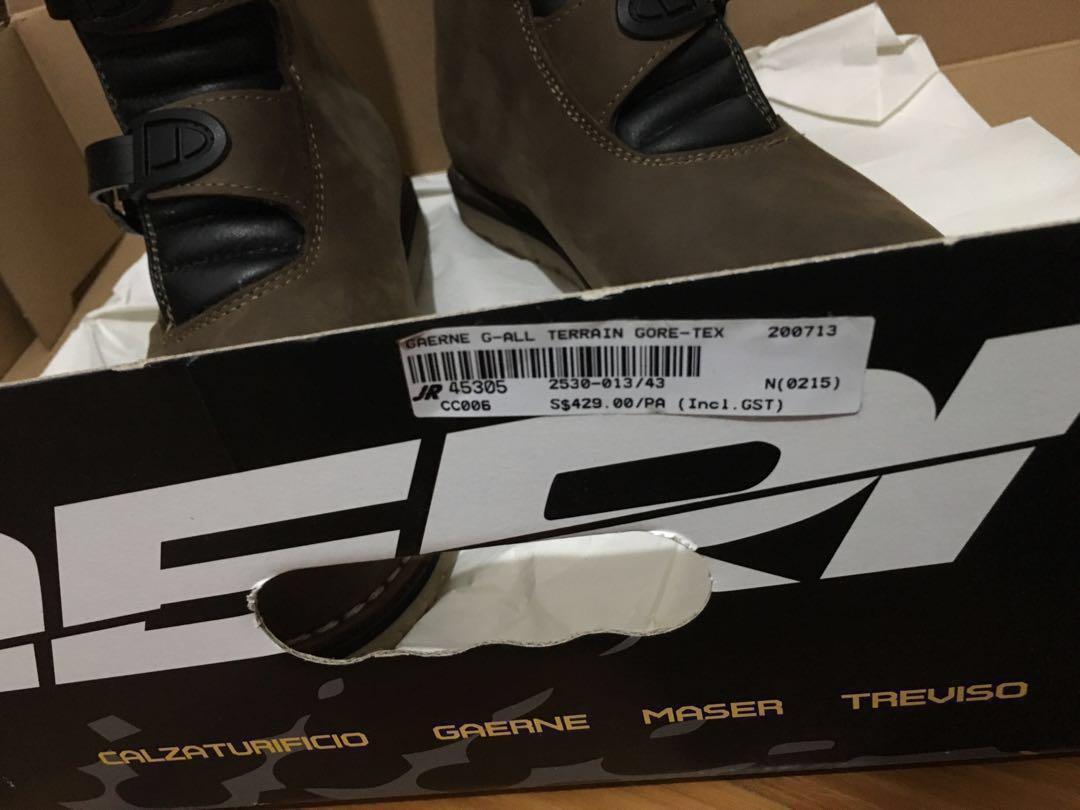 GAERNE G-ALL TERRAIN GORE-TEX 200713
JR 45305 2530-013/43 N(0215)
CC006 S$429.00/PA (Incl.GST)
CALZATURIFICIO GAERNE MASER TREVISO